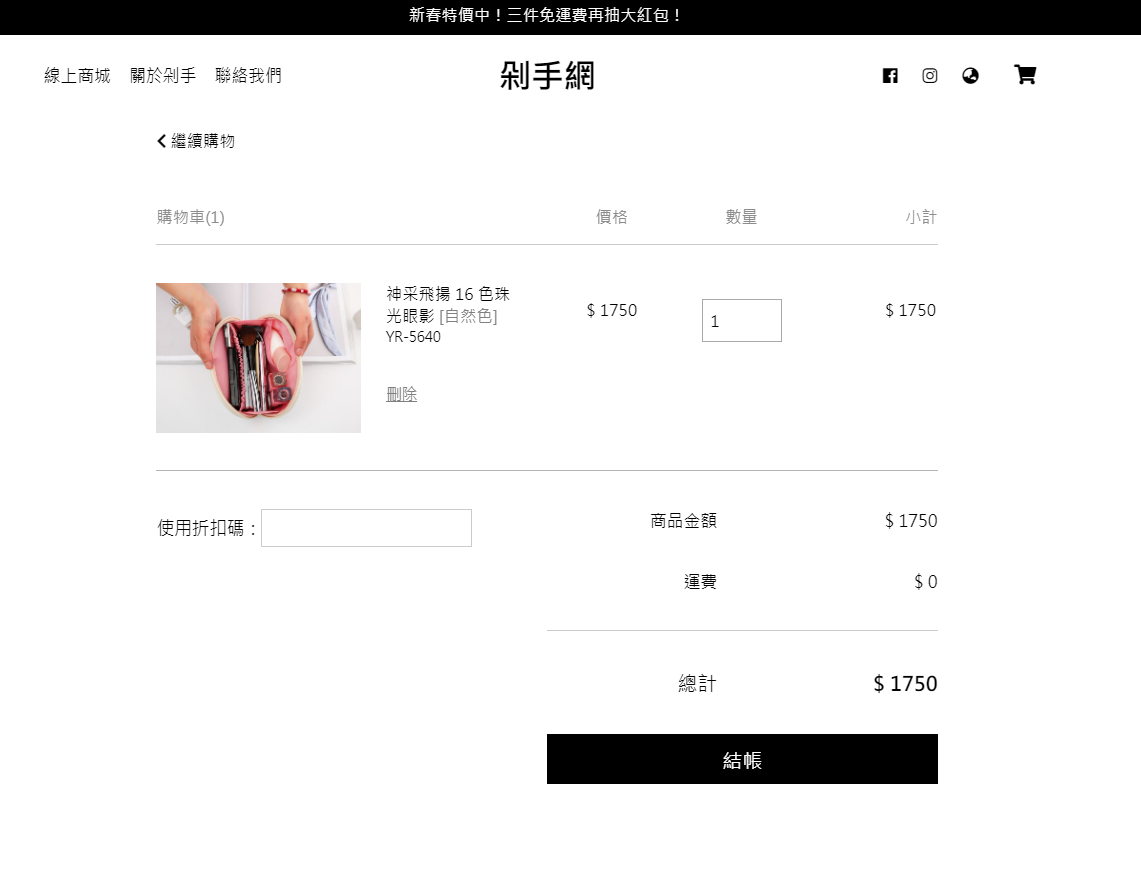 新春特價中！三件免運費再抽大紅包！
線上商城 關於剁手 聯絡我們
剁手網
繼續購物
購物車(1) 價格 數量 小計
神采飛揚 16 色珠
光眼影 [自然色]
YR-5640
$ 1750
1
$ 1750
刪除
使用折扣碼：
商品金額 $ 1750
運費 $ 0
總計 $ 1750
結帳